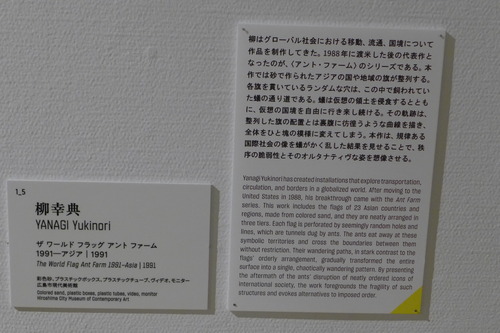 1_5
柳幸典
YANAGI Yukinori
ザ ワールド フラッグ アント ファーム
1991―アジア | 1991
The World Flag Ant Farm 1991–Asia | 1991
彩色砂、プラスチックボックス、プラスチックチューブ、ヴィデオ、モニター
広島市現代美術館
Colored sand, plastic boxes, plastic tubes, video, monitor
Hiroshima City Museum of Contemporary Art
柳はグローバル社会における移動、流通、国境について
作品を制作してきた。1988年に渡米した後の代表作と
なったのが、〈アント・ファーム〉のシリーズである。本
作では砂で作られたアジアの国や地域の旗が整列する。
各旗を貫いているランダムな穴は、この中で飼われてい
た蟻の通り道である。蟻は仮想の領土を侵食するととも
に、仮想の国境を自由に行き来し続ける。その軌跡は、
整列した旗の配置とは裏腹に彷徨うような曲線を描き、
全体をひと塊の模様に変えてしまう。本作は、規律ある
国際社会の像を蟻がかく乱した結果を見せることで、秩
序の脆弱性とそのオルタナティヴな姿を想像させる。
Yanagi Yukinori has created installations that explore transportation,
circulation, and borders in a globalized world. After moving to the
United States in 1988, his breakthrough came with the Ant Farm
series. This work includes the flags of 23 Asian countries and
regions, made from colored sand, and they are neatly arranged in
three tiers. Each flag is perforated by seemingly random holes and
lines, which are tunnels dug by ants. The ants eat away at these
symbolic territories and cross the boundaries between them
without restriction. Their wandering paths, in stark contrast to the
flags' orderly arrangement, gradually transformed the entire
surface into a single, chaotically wandering pattern. By presenting
the aftermath of the ants' disruption of neatly ordered icons of
international society, the work foregrounds the fragility of such
structures and evokes alternatives to imposed order.